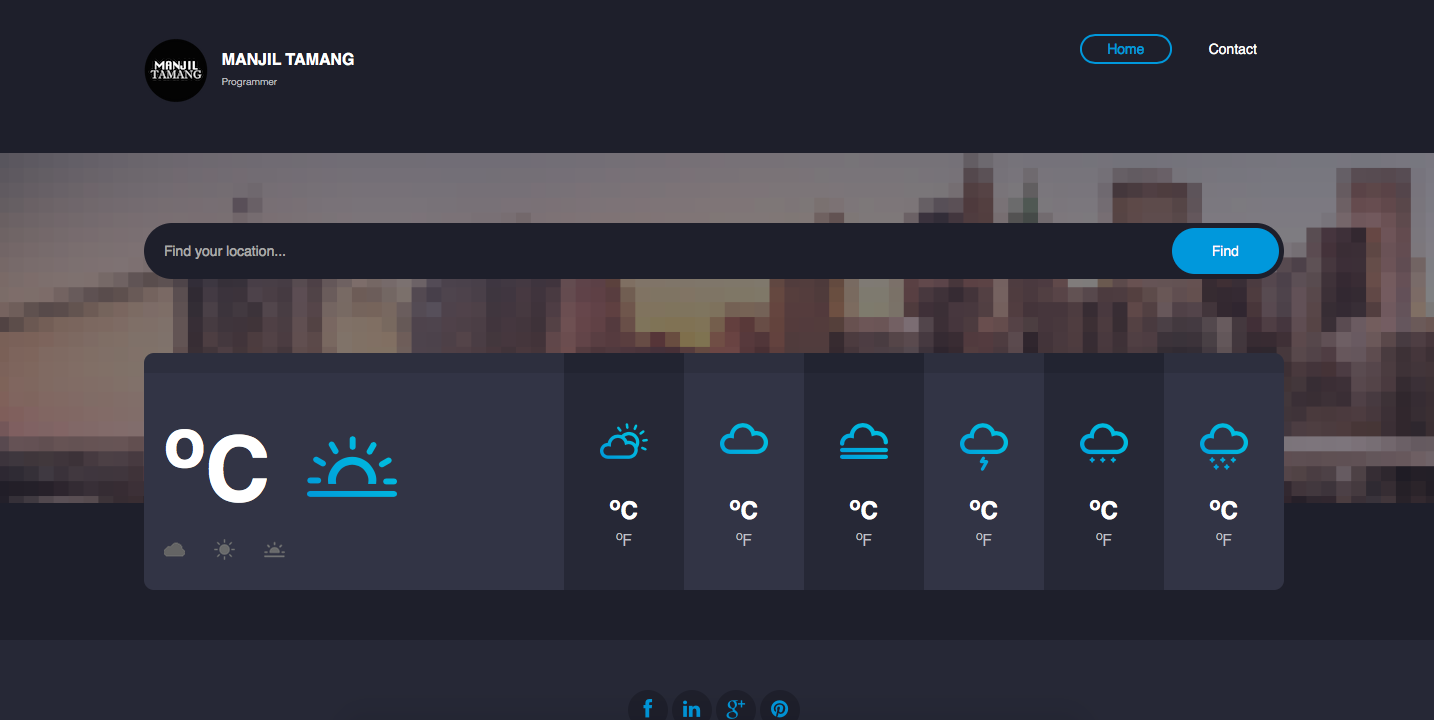 MANJIL
TAMANG
MANJIL TAMANG
Programmer
Home
Contact
Find your location...
Find
ºC
ºC
ºF
ºC
ºF
ºC
ºF
ºC
ºF
ºC
ºF
ºC
ºF
f
in
g+